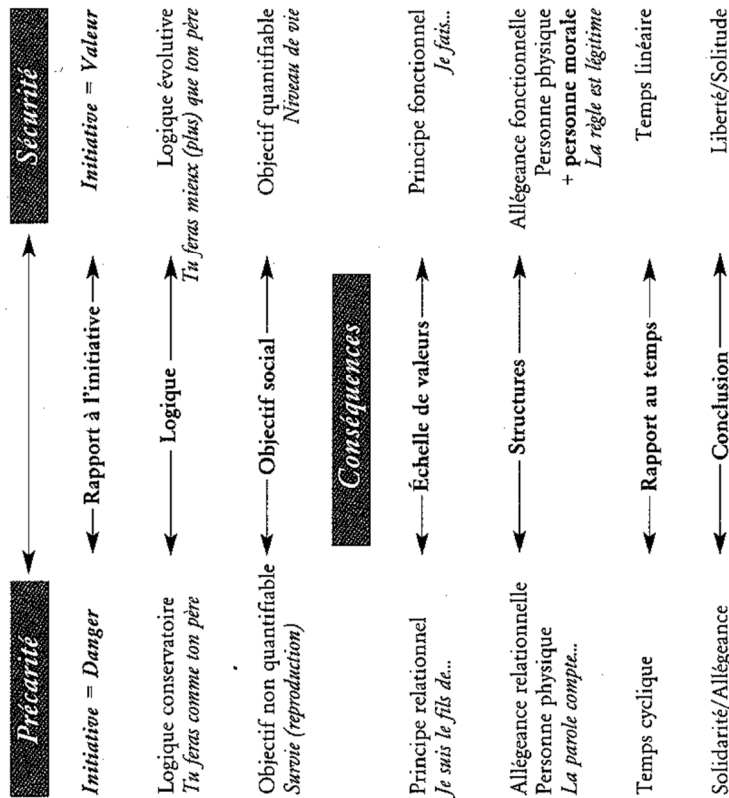 Précarité
Sécurité
Initiative = Danger
Rapport à l'initiative
Initiative = Valeur
Logique conservatoire
Tu feras comme ton père
Logique
Logique évolutive
Tu feras mieux (plus) que ton père
Objectif non quantifiable
Survie (reproduction)
Objectif social
Objectif quantifiable
Niveau de vie
Conséquences
Principe relationnel
Je suis le fils de...
Échelle de valeurs
Principe fonctionnel
Je fais...
Allégeance relationnelle
Personne physique
La parole compte...
Structures
Allégeance fonctionnelle
Personne physique
+ personne morale
La règle est légitime
Temps cyclique
Rapport au temps
Temps linéaire
Solidarité/Allégeance
Conclusion
Liberté/Solitude